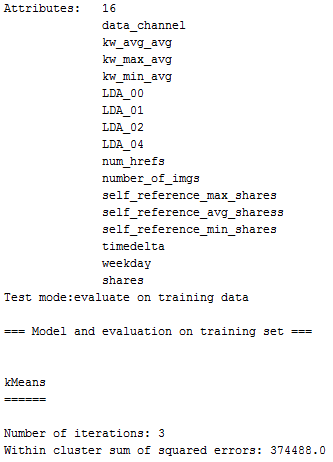 Attributes:   16
              data_channel
              kw_avg_avg
              kw_max_avg
              kw_min_avg
              LDA_00
              LDA_01
              LDA_02
              LDA_04
              num_hrefs
              number_of_imgs
              self_reference_max_shares
              self_reference_avg_sharess
              self_reference_min_shares
              timedelta
              weekday
              shares
Test mode:evaluate on training data
=== Model and evaluation on training set ===
kMeans
======
Number of iterations: 3
Within cluster sum of squared errors: 374488.0